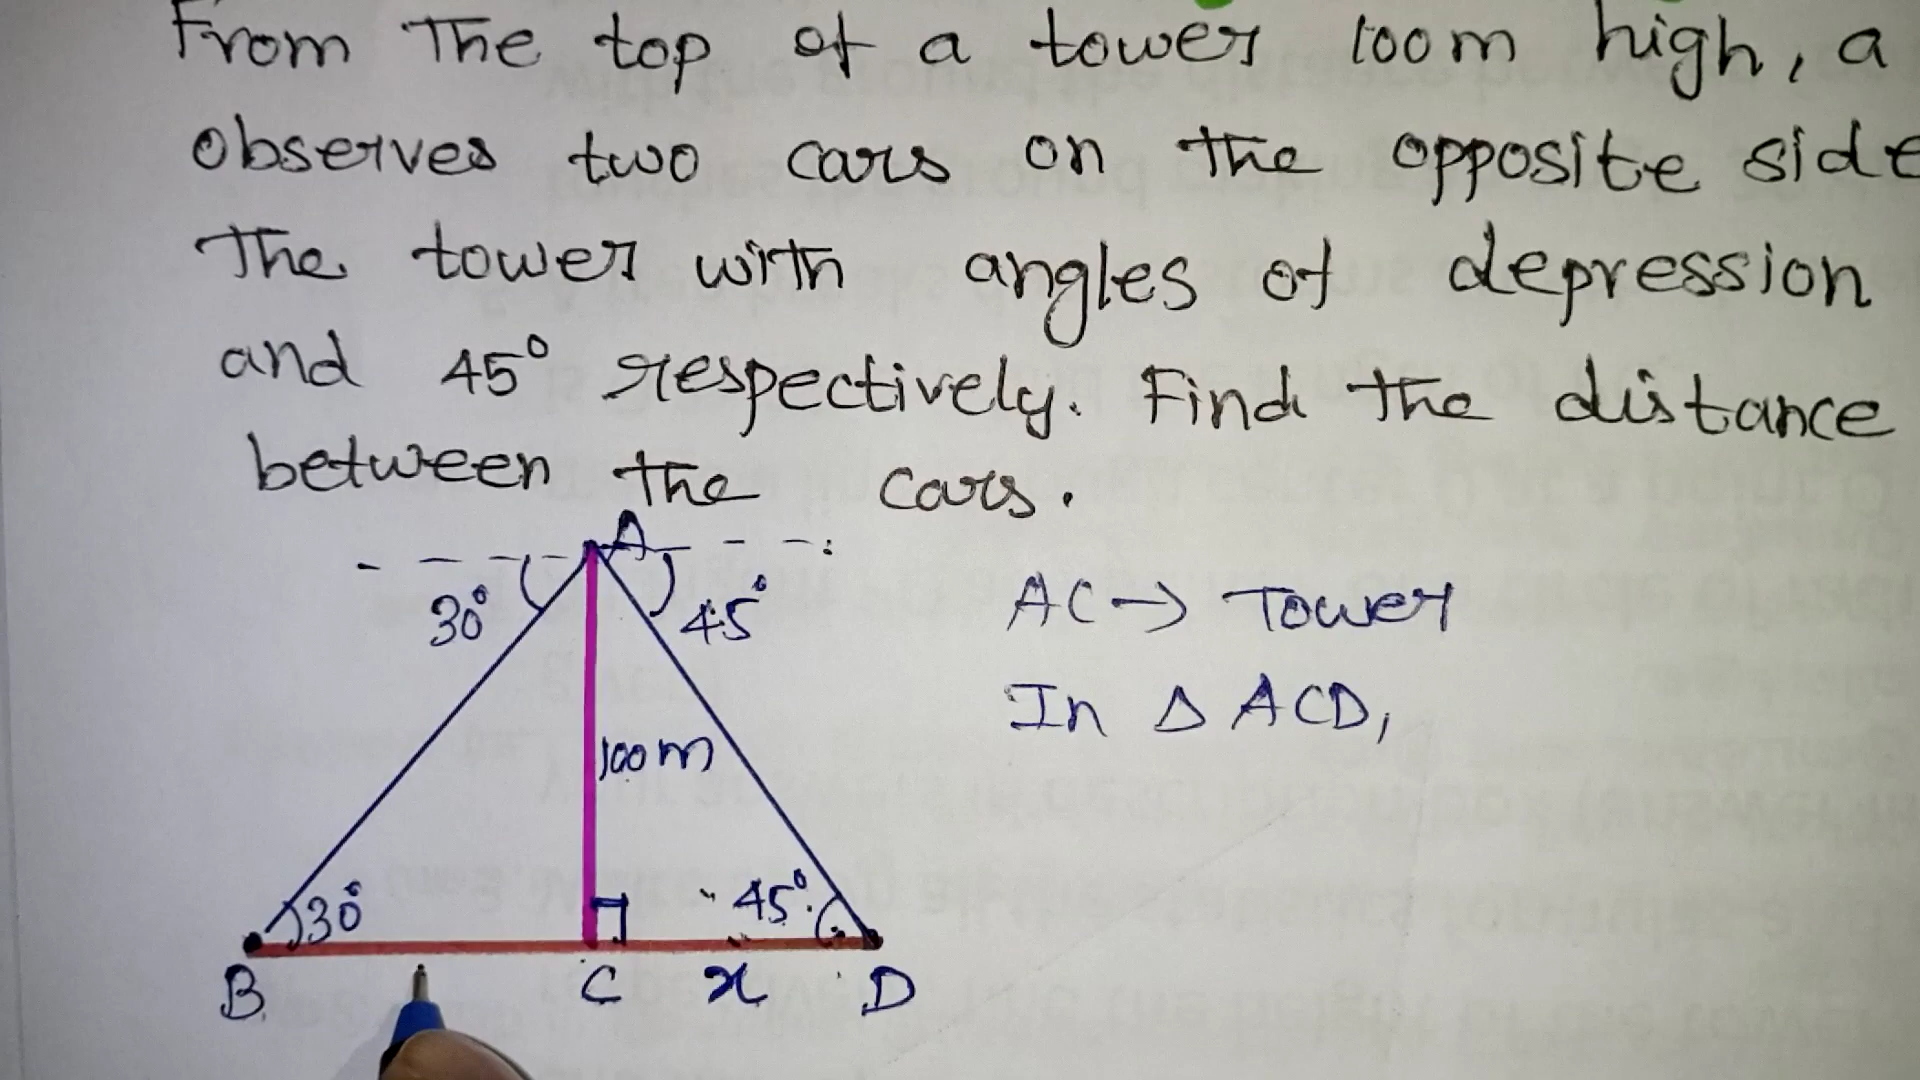 From The top of a tower 100m high, a
observes two cars on the opposite side
The tower with angles of depression
and 45° respectively. Find the distance
between the cars.
A
30° 45°
AC → Tower
In Δ ACD,
100m
30° 45°
B C x D